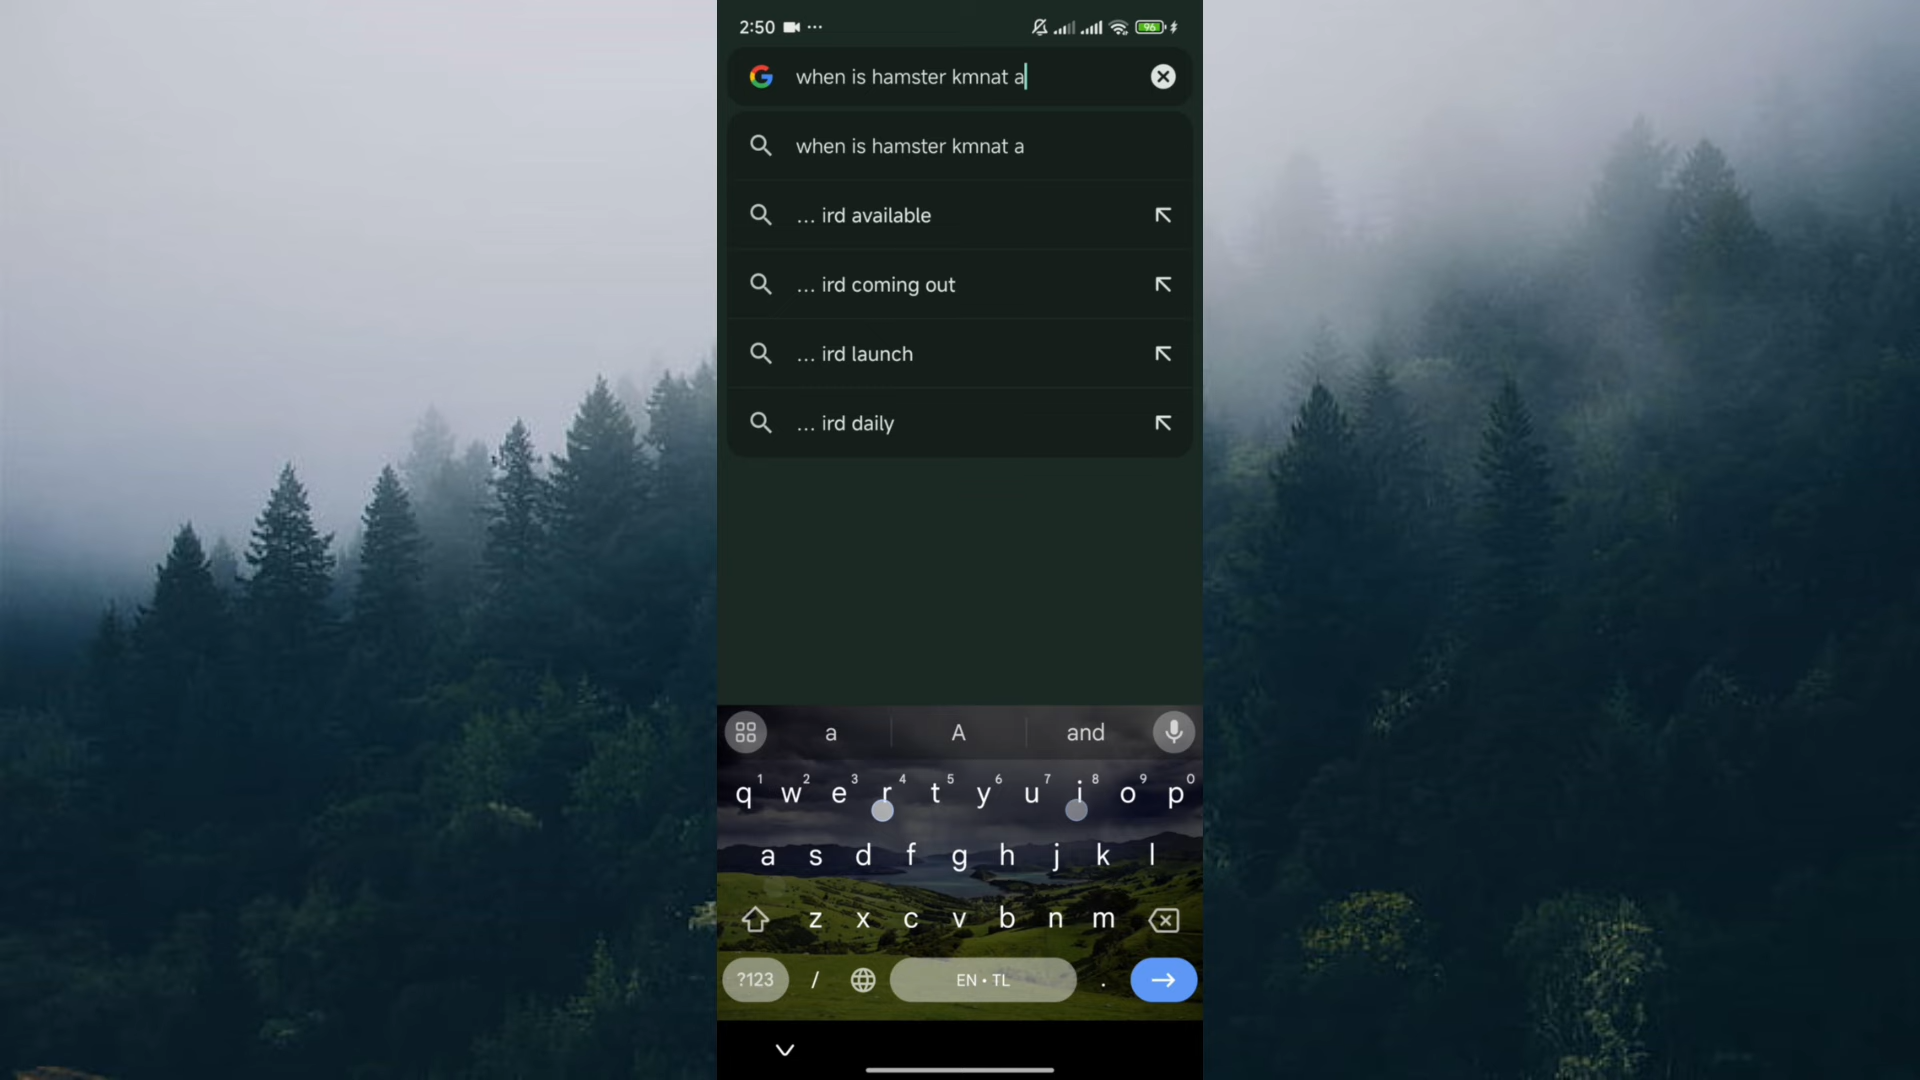 2:50 ... 96
when is hamster kmnat a
when is hamster kmnat a
... ird available
... ird coming out
... ird launch
... ird daily
a A and
1 2 3 4 5 6 7 8 9 0
q w e r t y u i o p
a s d f g h j k l
z x c v b n m
?123 / EN • TL .